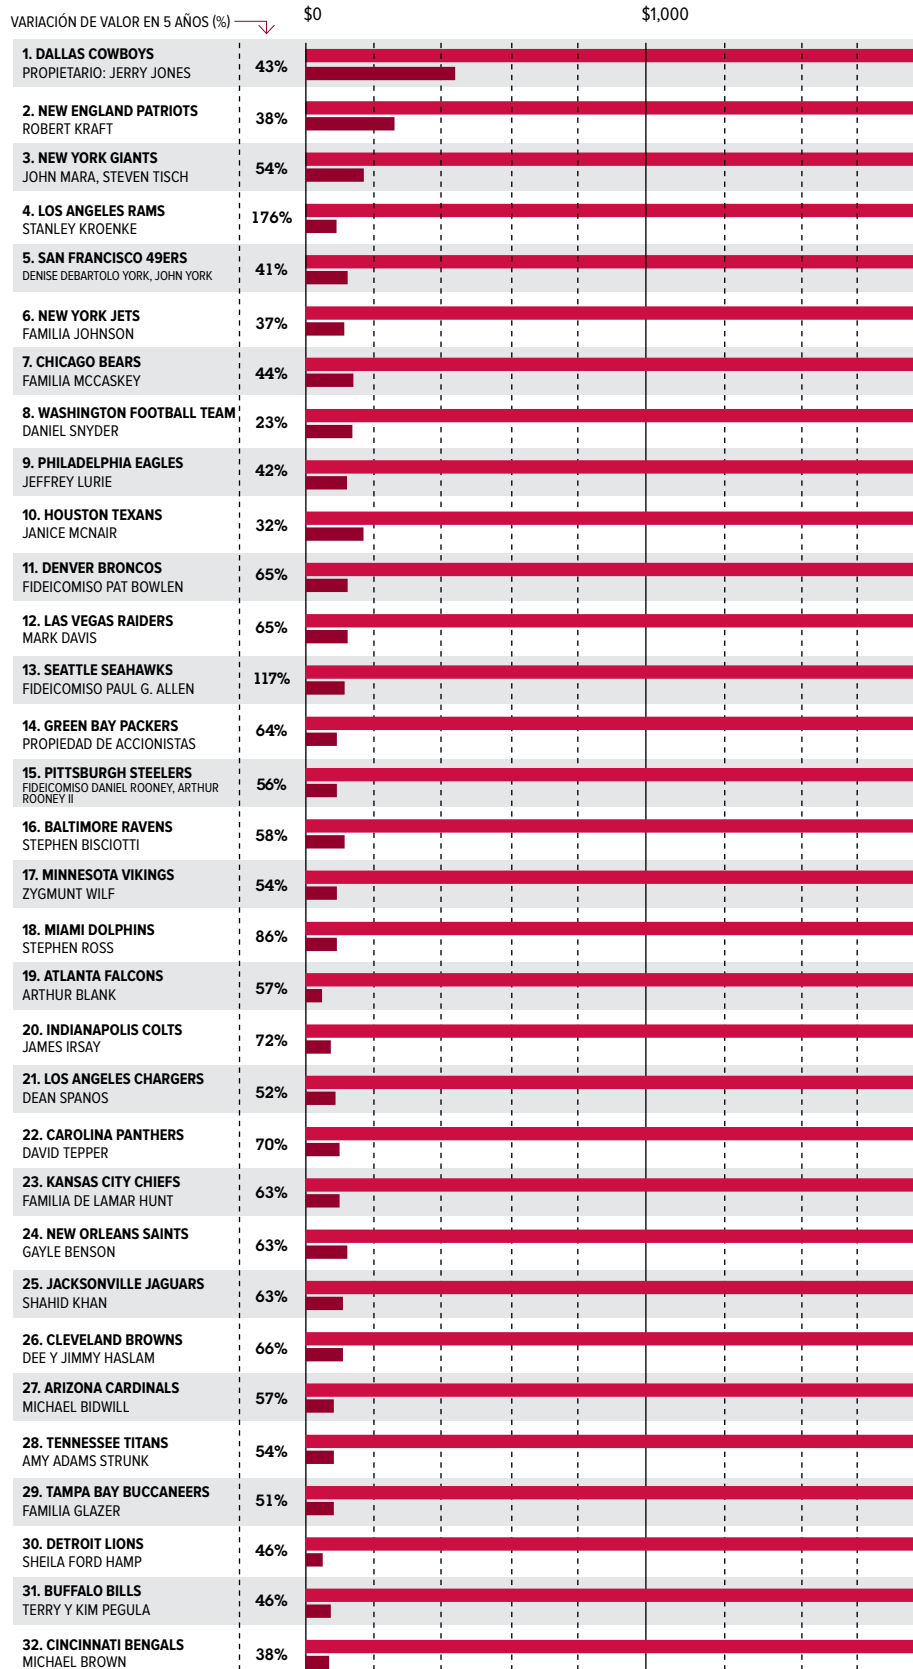 VARIACIÓN DE VALOR EN 5 AÑOS (%)
$0
$1,000
1. DALLAS COWBOYS
PROPIETARIO: JERRY JONES
43%
2. NEW ENGLAND PATRIOTS
ROBERT KRAFT
38%
3. NEW YORK GIANTS
JOHN MARA, STEVEN TISCH
54%
4. LOS ANGELES RAMS
STANLEY KROENKE
176%
5. SAN FRANCISCO 49ERS
DENISE DEBARTOLO YORK, JOHN YORK
41%
6. NEW YORK JETS
FAMILIA JOHNSON
37%
7. CHICAGO BEARS
FAMILIA MCCASKEY
44%
8. WASHINGTON FOOTBALL TEAM
DANIEL SNYDER
23%
9. PHILADELPHIA EAGLES
JEFFREY LURIE
42%
10. HOUSTON TEXANS
JANICE MCNAIR
32%
11. DENVER BRONCOS
FIDEICOMISO PAT BOWLEN
65%
12. LAS VEGAS RAIDERS
MARK DAVIS
65%
13. SEATTLE SEAHAWKS
FIDEICOMISO PAUL G. ALLEN
117%
14. GREEN BAY PACKERS
PROPIEDAD DE ACCIONISTAS
64%
15. PITTSBURGH STEELERS
FIDEICOMISO DANIEL ROONEY, ARTHUR
ROONEY II
56%
16. BALTIMORE RAVENS
STEPHEN BISCIOTTI
58%
17. MINNESOTA VIKINGS
ZYGMUNT WILF
54%
18. MIAMI DOLPHINS
STEPHEN ROSS
86%
19. ATLANTA FALCONS
ARTHUR BLANK
57%
20. INDIANAPOLIS COLTS
JAMES IRSAY
72%
21. LOS ANGELES CHARGERS
DEAN SPANOS
52%
22. CAROLINA PANTHERS
DAVID TEPPER
70%
23. KANSAS CITY CHIEFS
FAMILIA DE LAMAR HUNT
63%
24. NEW ORLEANS SAINTS
GAYLE BENSON
63%
25. JACKSONVILLE JAGUARS
SHAHID KHAN
63%
26. CLEVELAND BROWNS
DEE Y JIMMY HASLAM
66%
27. ARIZONA CARDINALS
MICHAEL BIDWILL
57%
28. TENNESSEE TITANS
AMY ADAMS STRUNK
54%
29. TAMPA BAY BUCCANEERS
FAMILIA GLAZER
51%
30. DETROIT LIONS
SHEILA FORD HAMP
46%
31. BUFFALO BILLS
TERRY Y KIM PEGULA
46%
32. CINCINNATI BENGALS
MICHAEL BROWN
38%